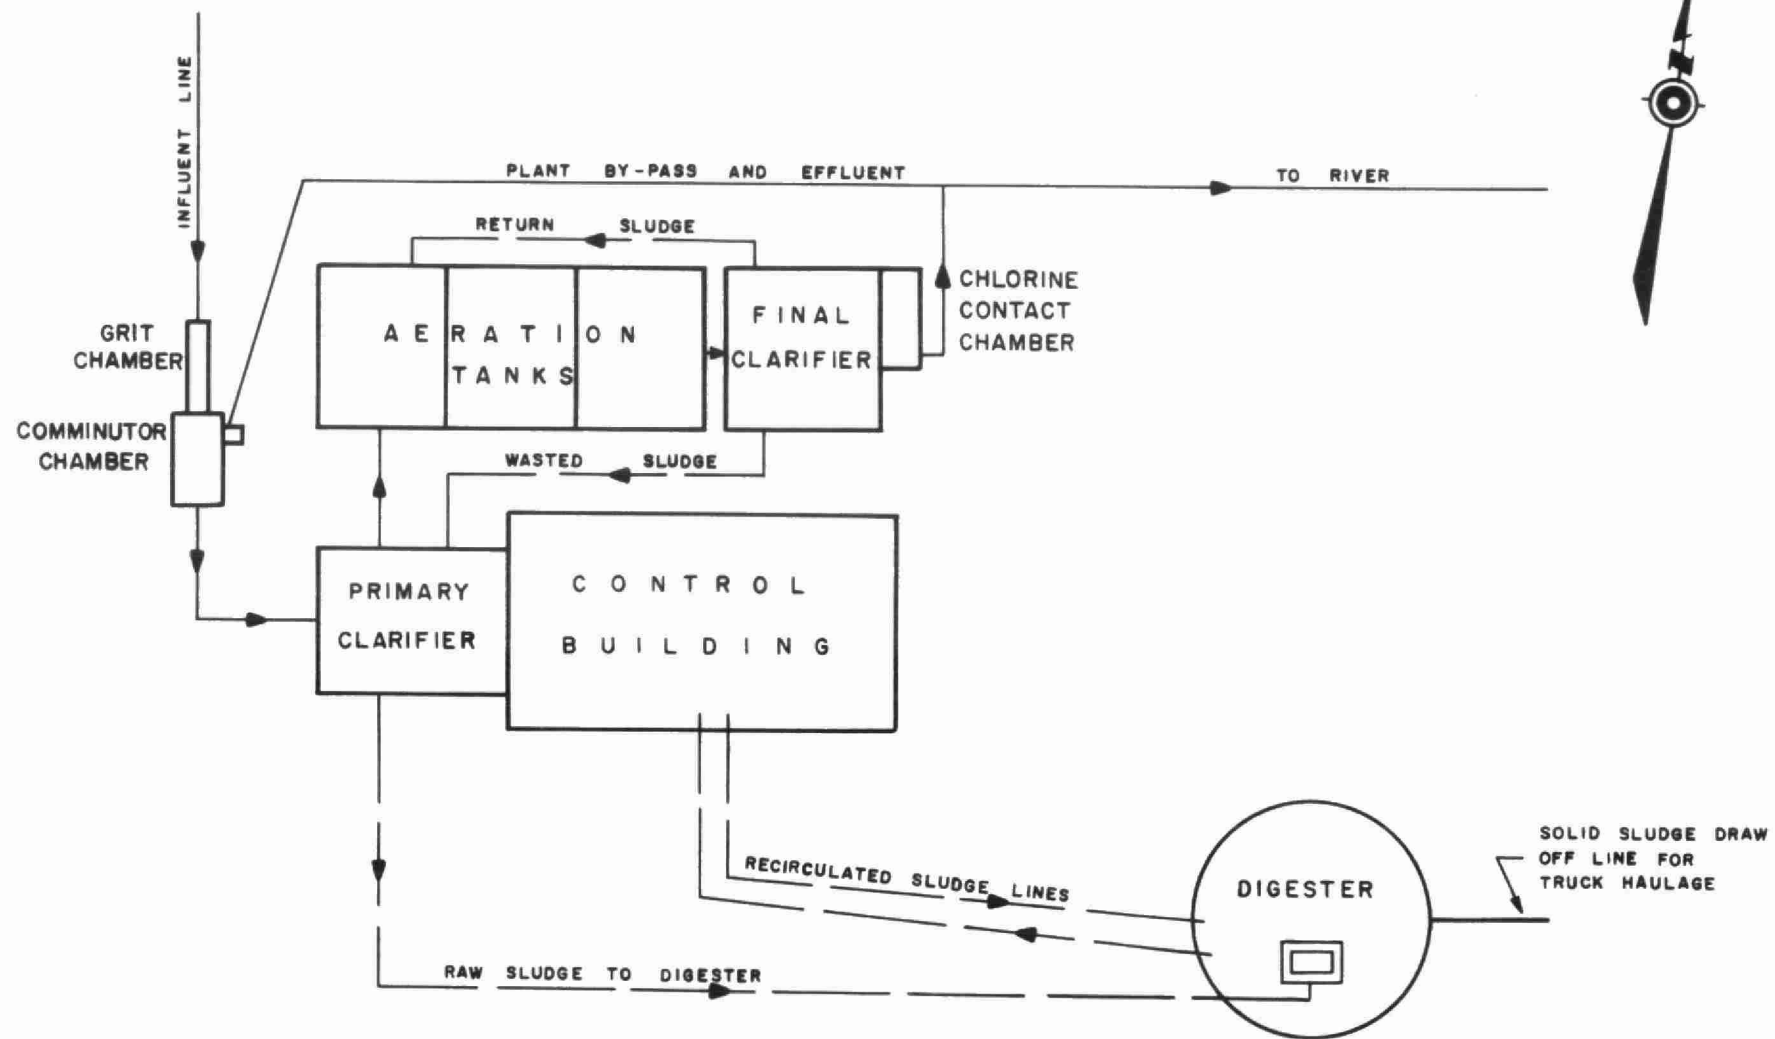 INFLUENT LINE
N
PLANT BY-PASS AND EFFLUENT
TO RIVER
RETURN SLUDGE
CHLORINE
CONTACT
CHAMBER
GRIT
CHAMBER
AERATION
TANKS
FINAL
CLARIFIER
COMMINUTOR
CHAMBER
WASTED SLUDGE
PRIMARY
CLARIFIER
CONTROL
BUILDING
RECIRCULATED SLUDGE LINES
DIGESTER
SOLID SLUDGE DRAW
OFF LINE FOR
TRUCK HAULAGE
RAW SLUDGE TO DIGESTER